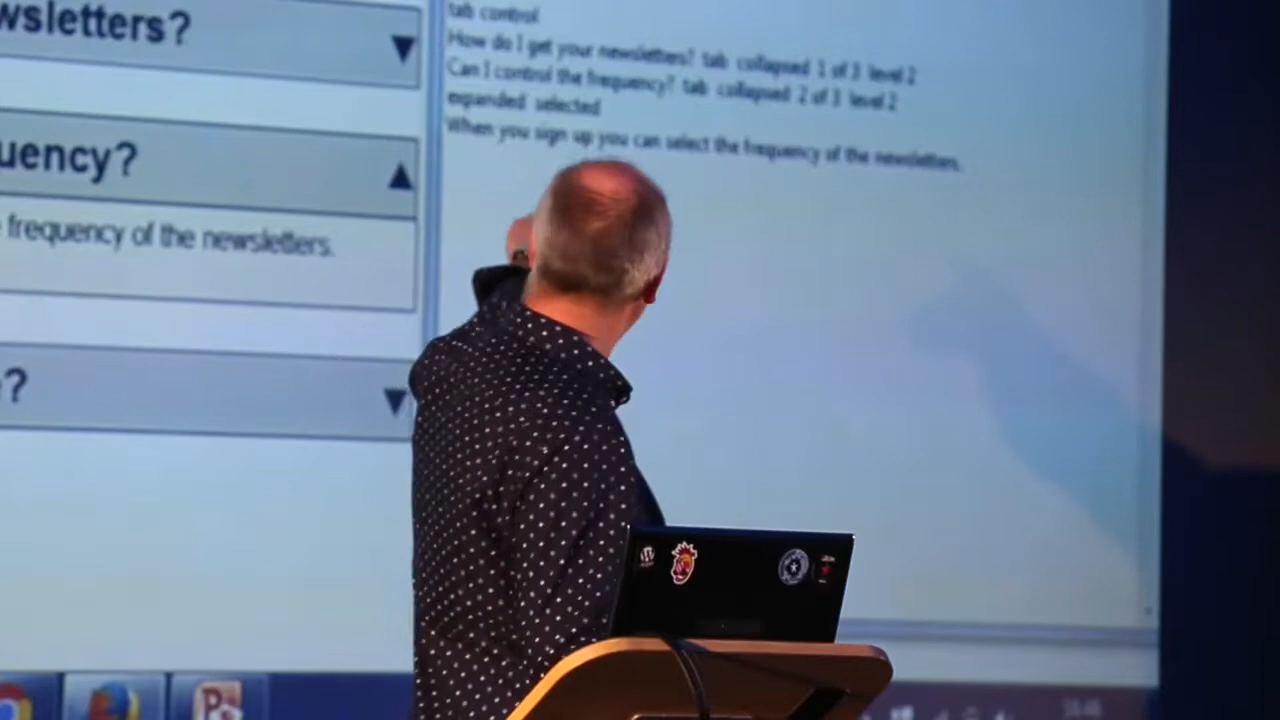 wsletters?
uency?
frequency of the newsletters.
?
tab control
How do I get your newsletters? tab collapsed 1 of 3 level 2
Can I control the frequency? tab collapsed 2 of 3 level 2
expanded selected
When you sign up you can select the frequency of the newsletters.